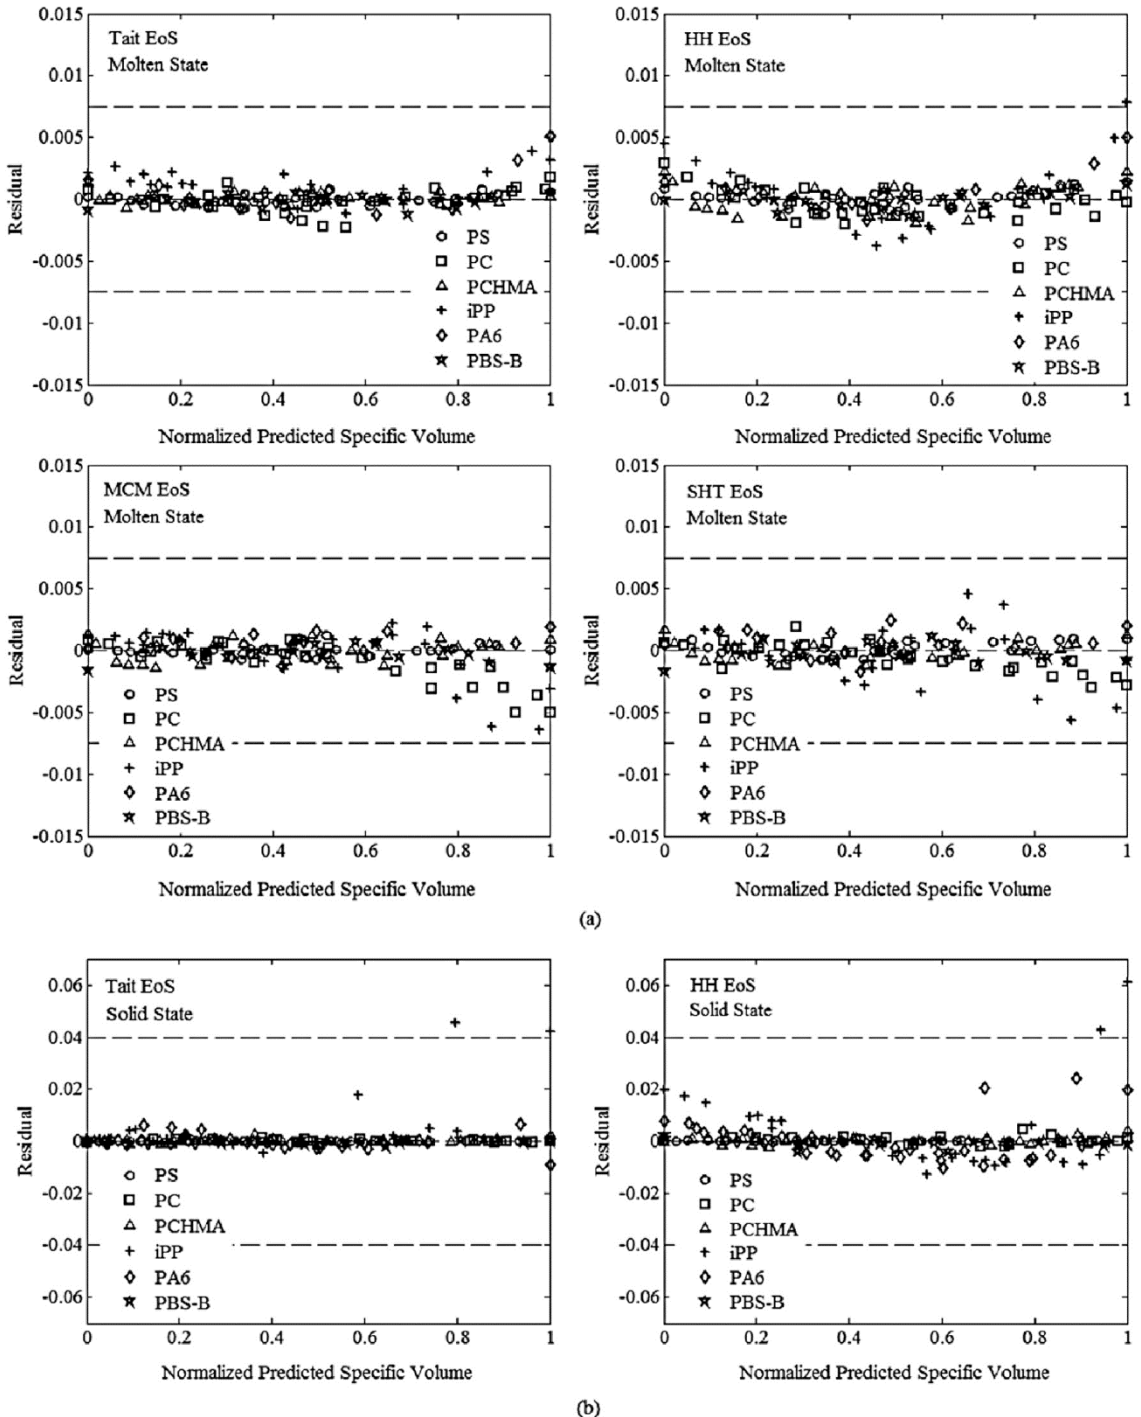 0.015
0.01
0.005
0
-0.005
-0.01
-0.015
Residual
Tait EoS
Molten State
PS
PC
PCHMA
iPP
PA6
PBS-B
0 0.2 0.4 0.6 0.8 1
Normalized Predicted Specific Volume
0.015
0.01
0.005
0
-0.005
-0.01
-0.015
Residual
HH EoS
Molten State
PS
PC
PCHMA
iPP
PA6
PBS-B
0 0.2 0.4 0.6 0.8 1
Normalized Predicted Specific Volume
0.015
0.01
0.005
0
-0.005
-0.01
-0.015
Residual
MCM EoS
Molten State
PS
PC
PCHMA
iPP
PA6
PBS-B
0 0.2 0.4 0.6 0.8 1
Normalized Predicted Specific Volume
0.015
0.01
0.005
0
-0.005
-0.01
-0.015
Residual
SHT EoS
Molten State
PS
PC
PCHMA
iPP
PA6
PBS-B
0 0.2 0.4 0.6 0.8 1
Normalized Predicted Specific Volume
(a)
0.06
0.04
0.02
0
-0.02
-0.04
-0.06
Residual
Tait EoS
Solid State
PS
PC
PCHMA
iPP
PA6
PBS-B
0 0.2 0.4 0.6 0.8 1
Normalized Predicted Specific Volume
0.06
0.04
0.02
0
-0.02
-0.04
-0.06
Residual
HH EoS
Solid State
PS
PC
PCHMA
iPP
PA6
PBS-B
0 0.2 0.4 0.6 0.8 1
Normalized Predicted Specific Volume
(b)